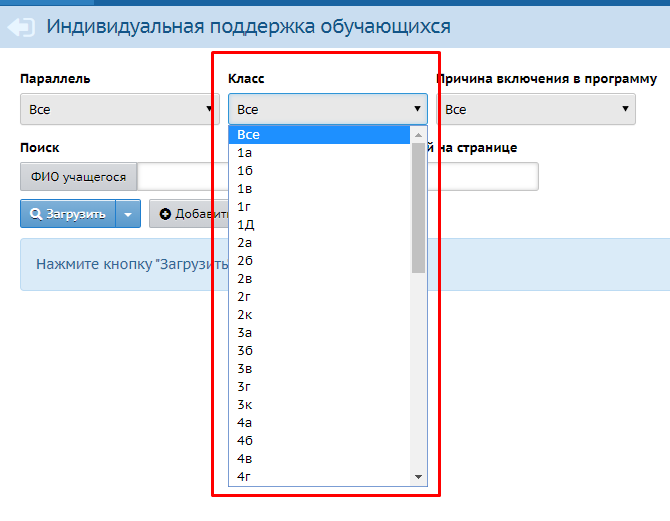 Индивидуальная поддержка обучающихся
Параллель
Класс
Причина включения в программу
Все
Все
Все
Поиск
й на странице
ФИО учащегося
Загрузить
Добавить
Нажмите кнопку "Загрузить
Все
1а
1б
1в
1г
1Д
2а
2б
2в
2г
2к
3а
3б
3в
3г
3к
4а
4б
4в
4г